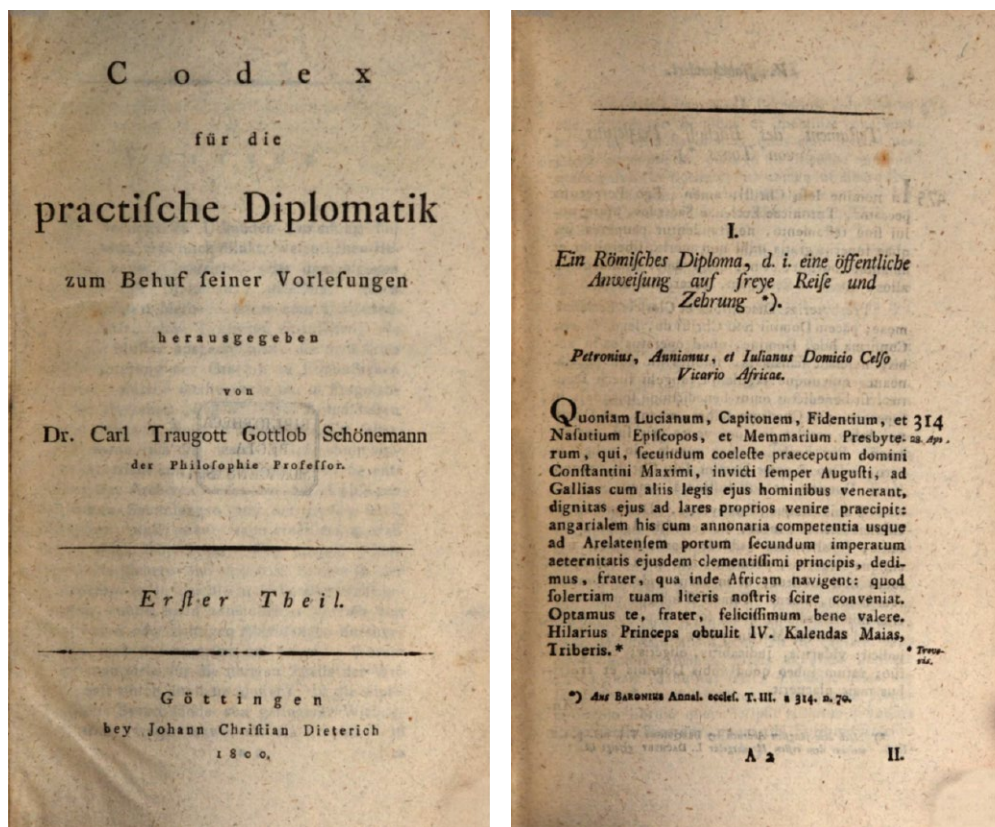 Codex
für die
practiſche Diplomatik
zum Behuf ſeiner Vorleſungen
herausgegeben
von
Dr. Carl Traugott Gottlob Schönemann
der Philoſophie Profeſſor.
Erſter Theil.
Göttingen
bey Johann Chriſtian Dieterich
1800.
I.
Ein Römiſches Diploma, d. i. eine öffentliche
Anweiſung auf freye Reiſe und
Zehrung *).
Petronius, Annianus, et Iulianus Domicio Celſo
Vicario Africae.
Quoniam Lucianum, Capitonem, Fidentium, et 314
Naſutium Epiſcopos, et Memmarium Presbyte- 28. Apr.
rum, qui, ſecundum coeleſte praeceptum domini
Conſtantini Maximi, invicti ſemper Auguſti, ad
Gallias cum aliis legis ejus hominibus venerant,
dignitas ejus ad lares proprios venire praecipit:
angarialem his cum annonaria competentia usque
ad Arelatenſem portum ſecundum imperatum
aeternitatis ejusdem clementiſſimi principis, dedi-
mus, frater, qua inde Africam navigent: quod
ſolertiam tuam literis noſtris ſcire conveniat.
Optamus te, frater, feliciſſimum bene valere.
Hilarius Princeps obtulit IV. Kalendas Maias,
Triberis. * * Treve-
ris.
*) Aus BARONIUS Annal. eccleſ. T. III. a 314. n. 70.
A 2 II.